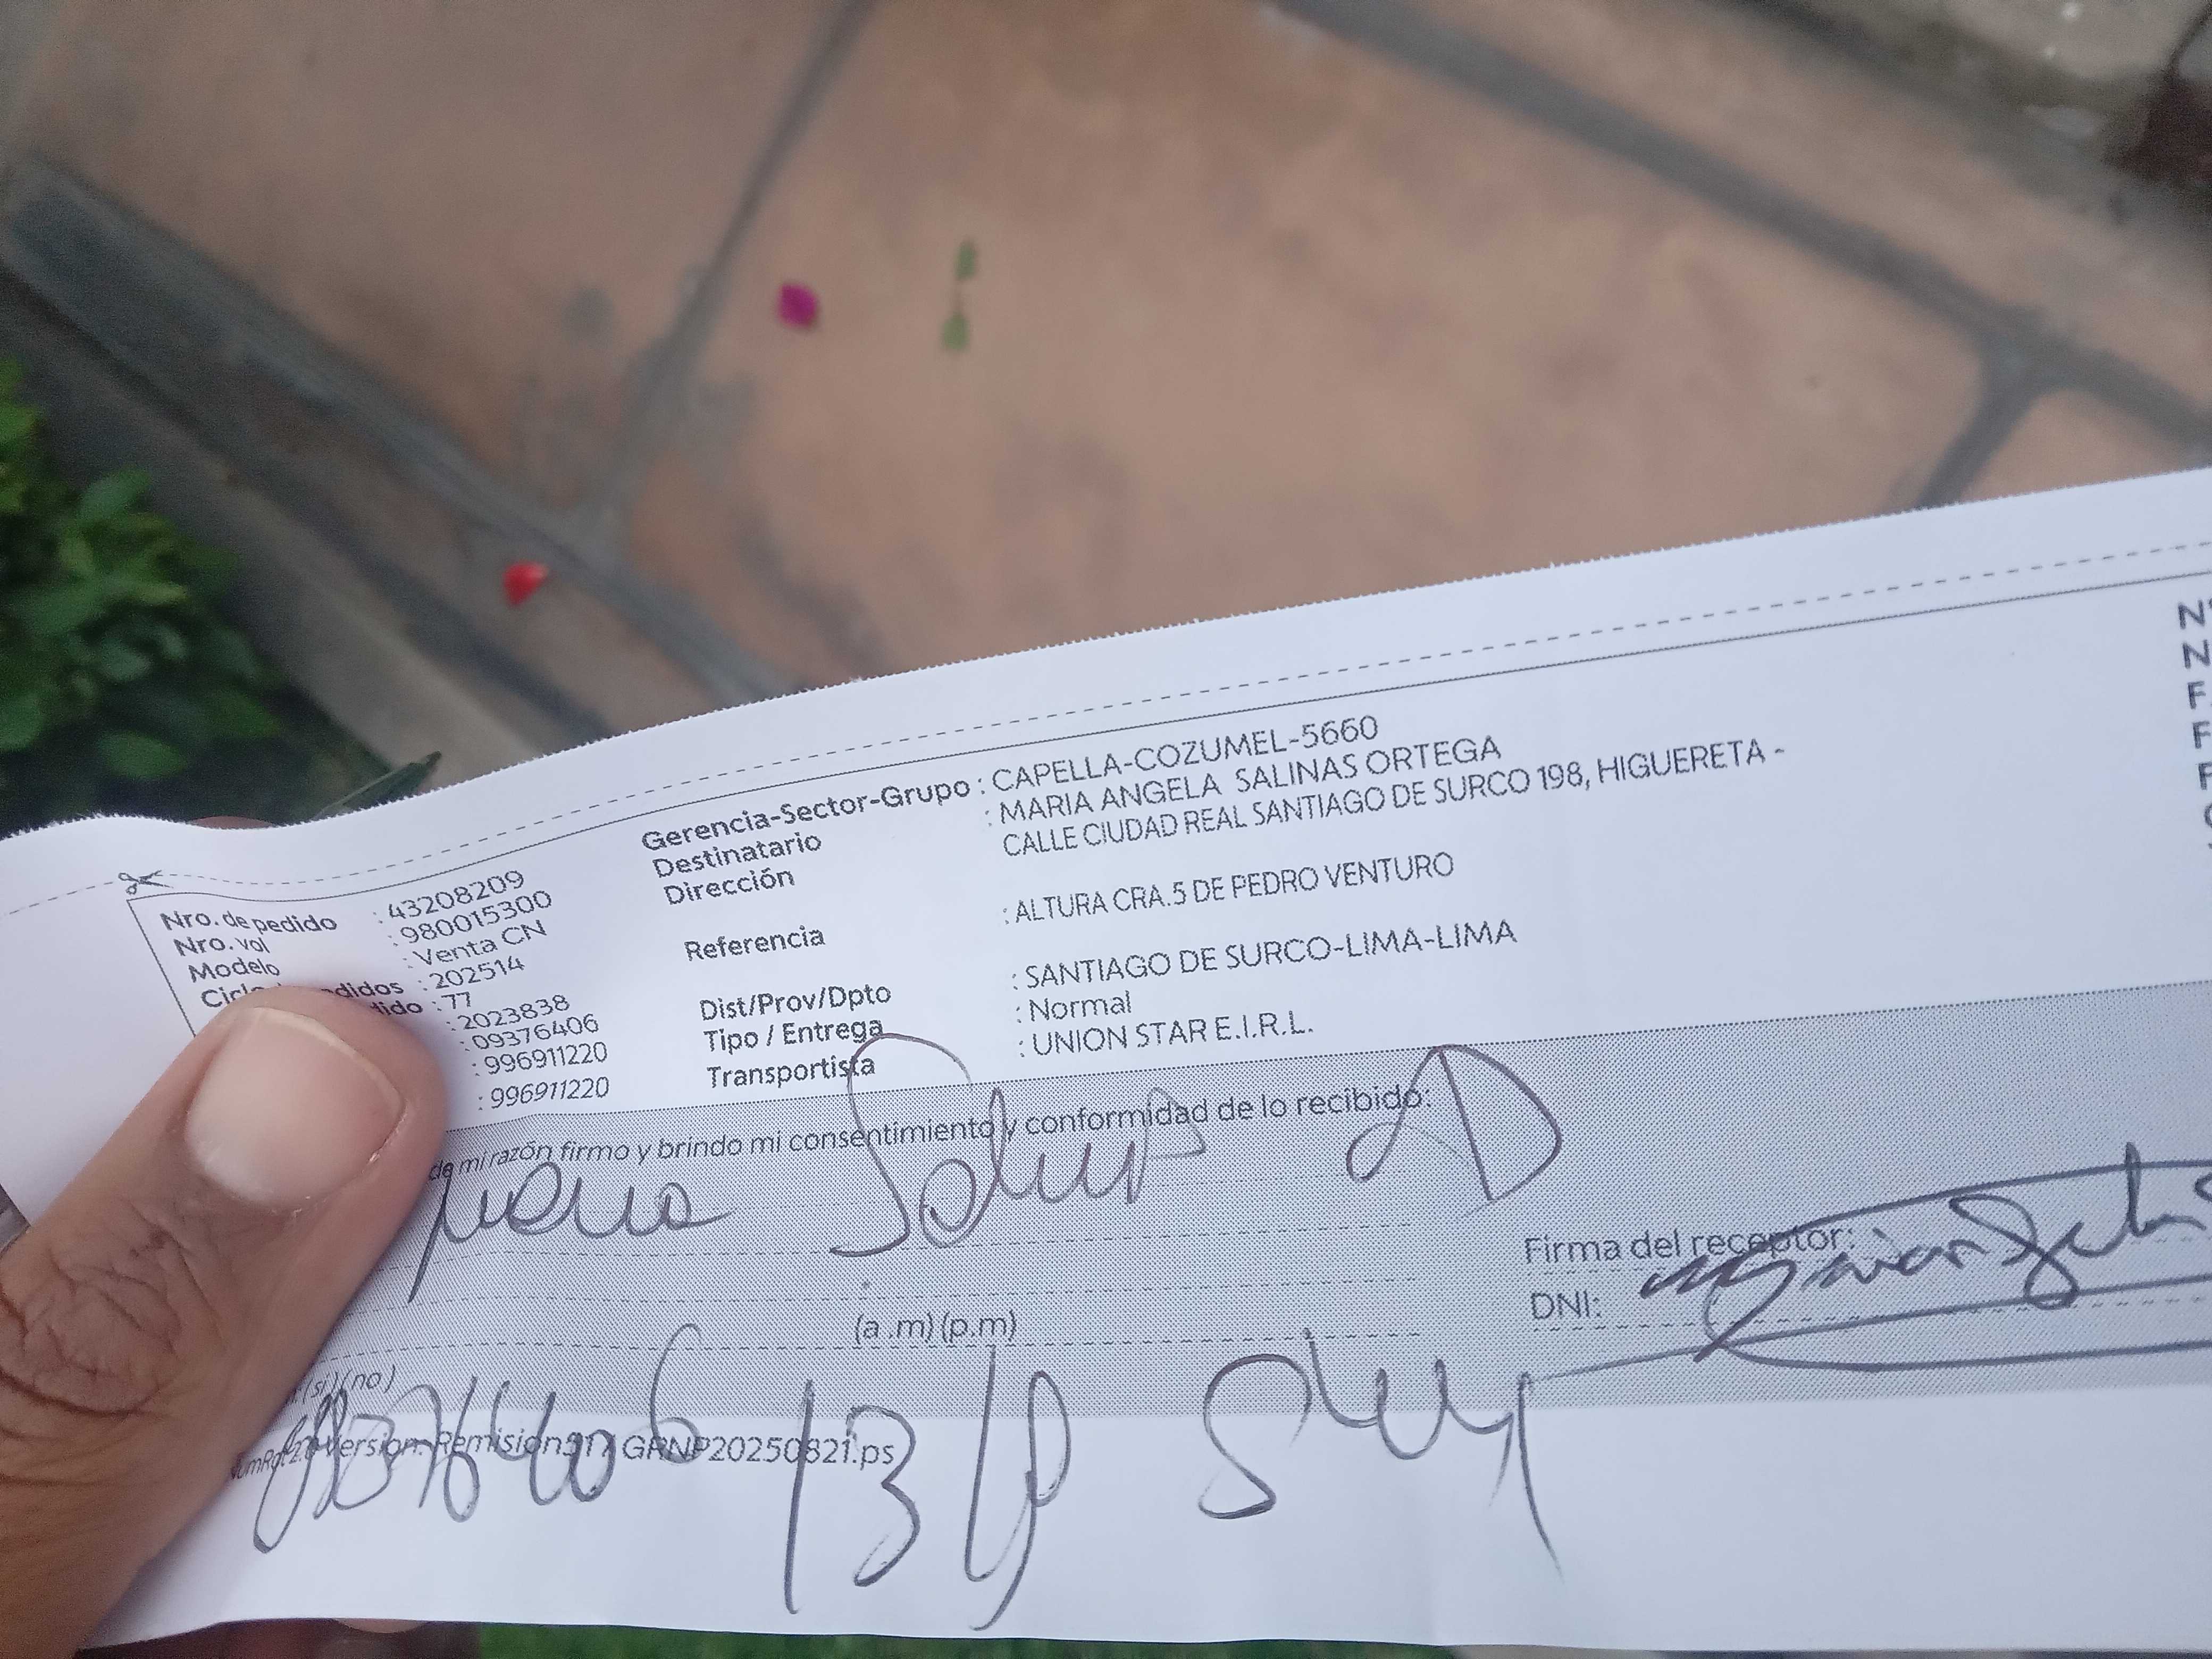 Nro. de pedido : 43208209
Nro. vol : 980015300
Modelo : Venta CN
didos : 202514
dido : 77
: 2023838
: 09376406
: 996911220
: 996911220
Gerencia-Sector-Grupo : CAPELLA-COZUMEL-5660
Destinatario : MARIA ANGELA SALINAS ORTEGA
Dirección CALLE CIUDAD REAL SANTIAGO DE SURCO 198, HIGUERETA -
Referencia : ALTURA CRA.5 DE PEDRO VENTURO
Dist/Prov/Dpto : SANTIAGO DE SURCO-LIMA-LIMA
Tipo / Entrega : Normal
Transportista : UNION STAR E.I.R.L.
de mi razón firmo y brindo mi consentimiento y conformidad de lo recibido:
Firma del receptor:
DNI:
(a .m) (p.m)
(si) (no)
GRNP20250821.ps
09376406